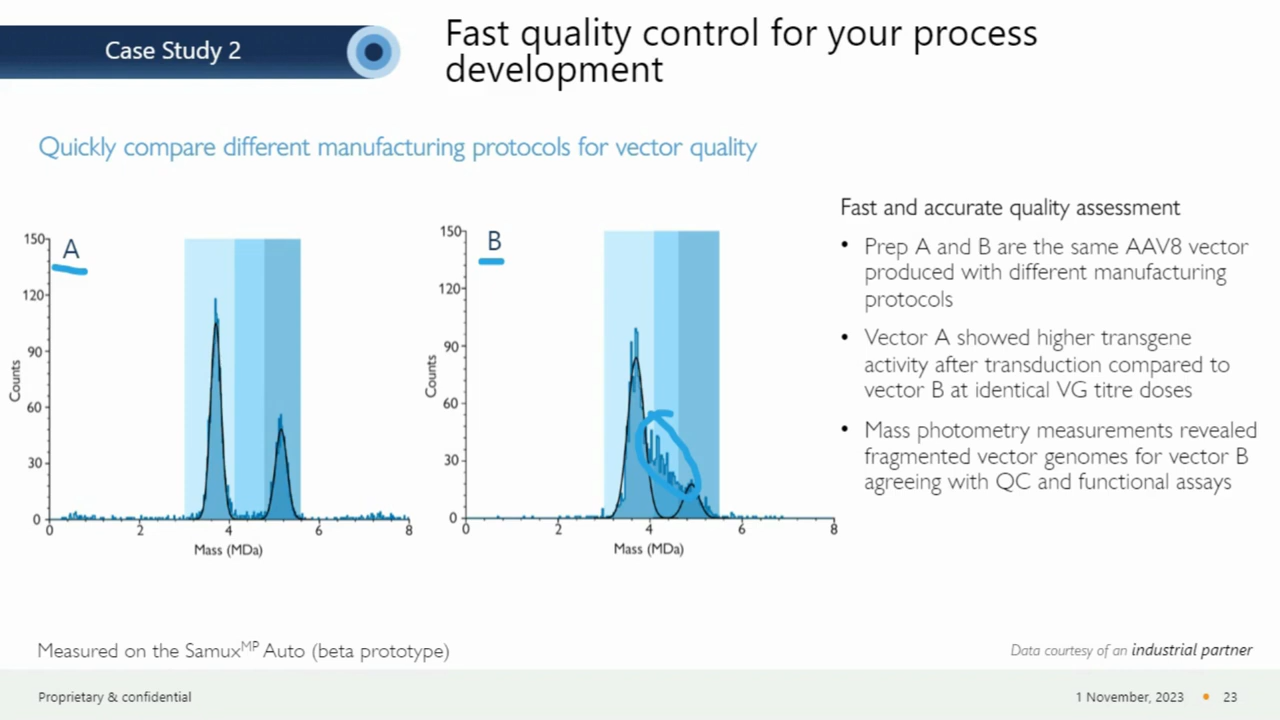 Case Study 2
Fast quality control for your process
development
Quickly compare different manufacturing protocols for vector quality
A
150
120
90
60
30
0
Counts
0 2 4 6 8
Mass (MDa)
B
150
120
90
60
30
0
Counts
0 2 4 6 8
Mass (MDa)
Fast and accurate quality assessment
• Prep A and B are the same AAV8 vector
produced with different manufacturing
protocols
• Vector A showed higher transgene
activity after transduction compared to
vector B at identical VG titre doses
• Mass photometry measurements revealed
fragmented vector genomes for vector B
agreeing with QC and functional assays
Measured on the Samux^MP Auto (beta prototype)
Data courtesy of an industrial partner
Proprietary & confidential
1 November, 2023 • 23